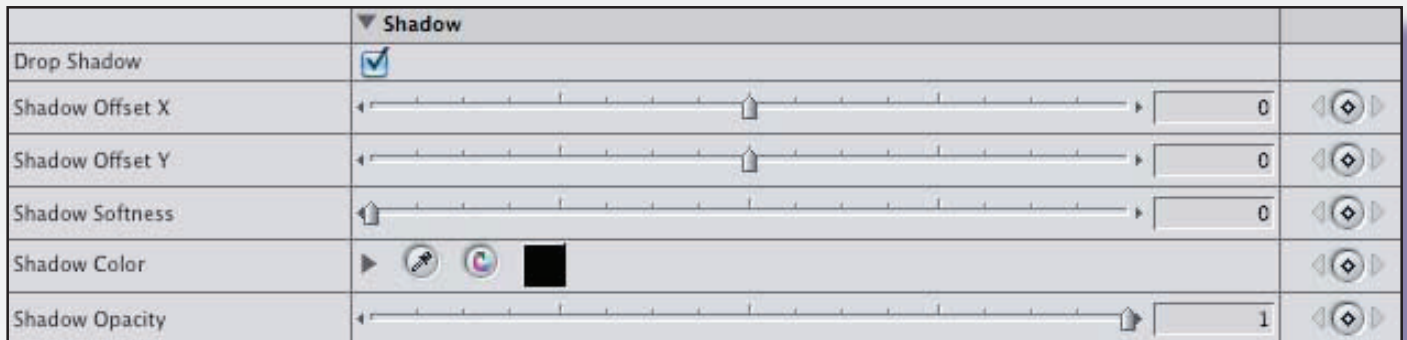 Shadow
Drop Shadow
Shadow Offset X 0
Shadow Offset Y 0
Shadow Softness 0
Shadow Color
Shadow Opacity 1